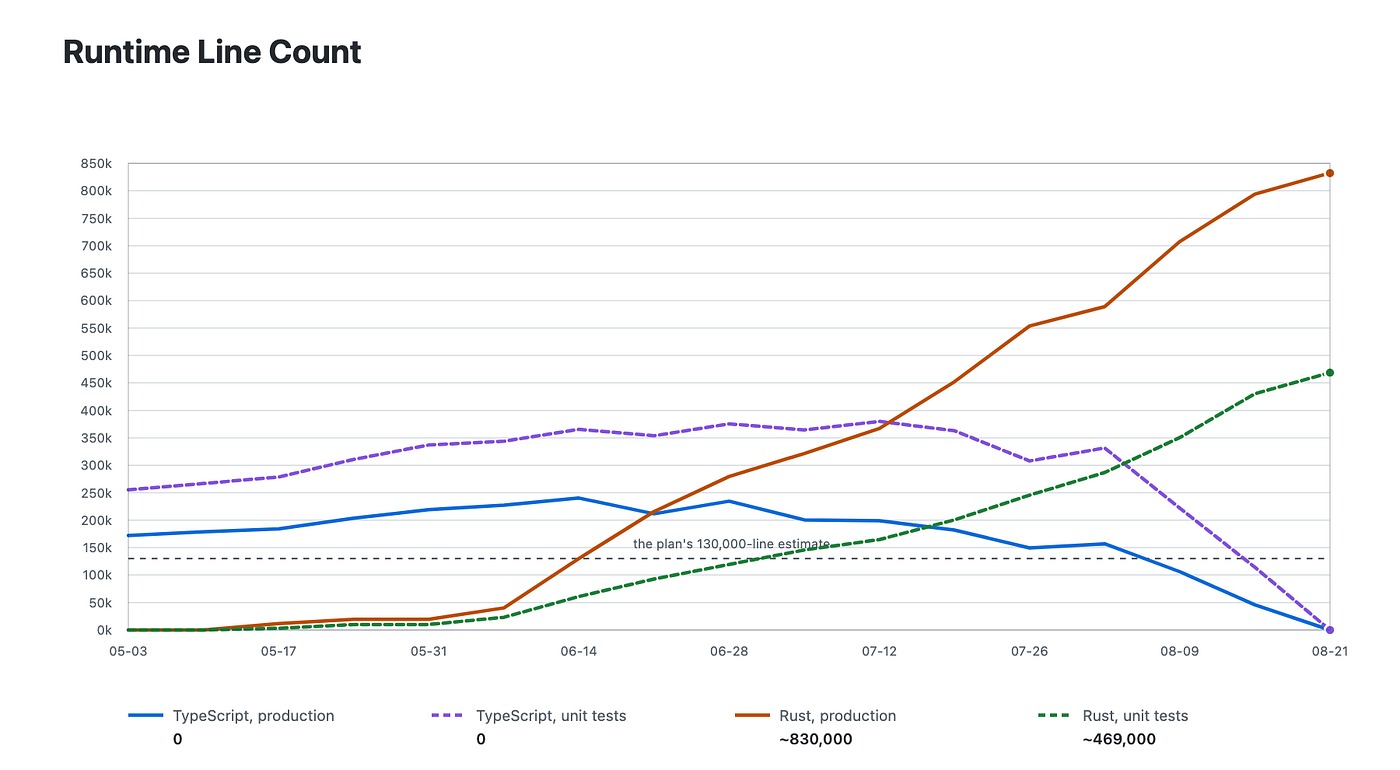 Runtime Line Count
850k
800k
750k
700k
650k
600k
550k
500k
450k
400k
350k
300k
250k
200k
150k
the plan's 130,000-line estimate
100k
50k
0k
05-03 05-17 05-31 06-14 06-28 07-12 07-26 08-09 08-21
TypeScript, production TypeScript, unit tests Rust, production Rust, unit tests
0 0 ~830,000 ~469,000